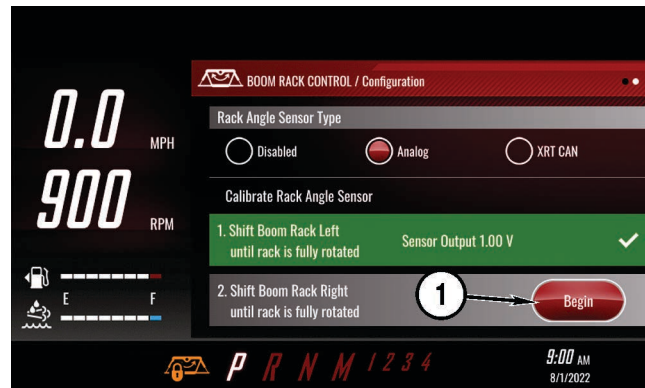 BOOM RACK CONTROL / Configuration
0.0 MPH
900 RPM
Rack Angle Sensor Type
Disabled
Analog
XRT CAN
Calibrate Rack Angle Sensor
1. Shift Boom Rack Left
until rack is fully rotated
Sensor Output 1.00 V
2. Shift Boom Rack Right
until rack is fully rotated
1
Begin
E F
P R N M 1 2 3 4
9:00 AM
8/1/2022